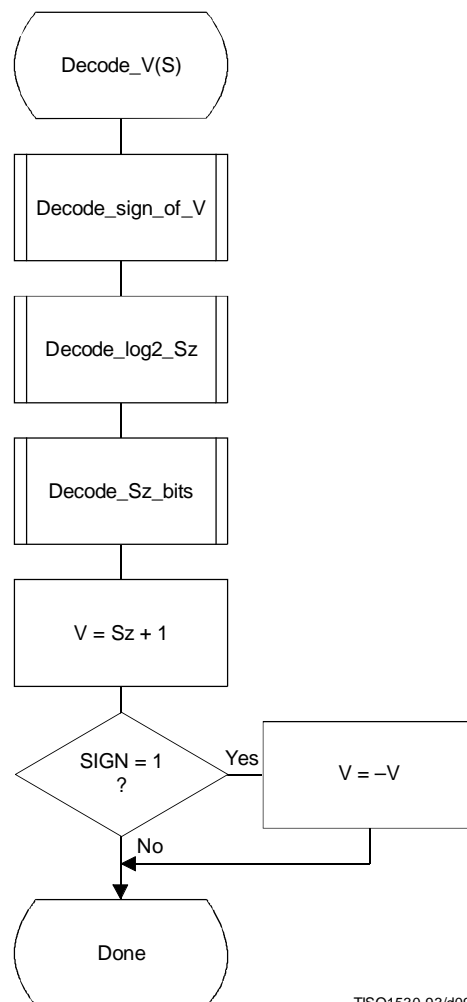 Decode_V(S)
Decode_sign_of_V
Decode_log2_Sz
Decode_Sz_bits
V = Sz + 1
SIGN = 1
?
Yes
V = –V
No
Done